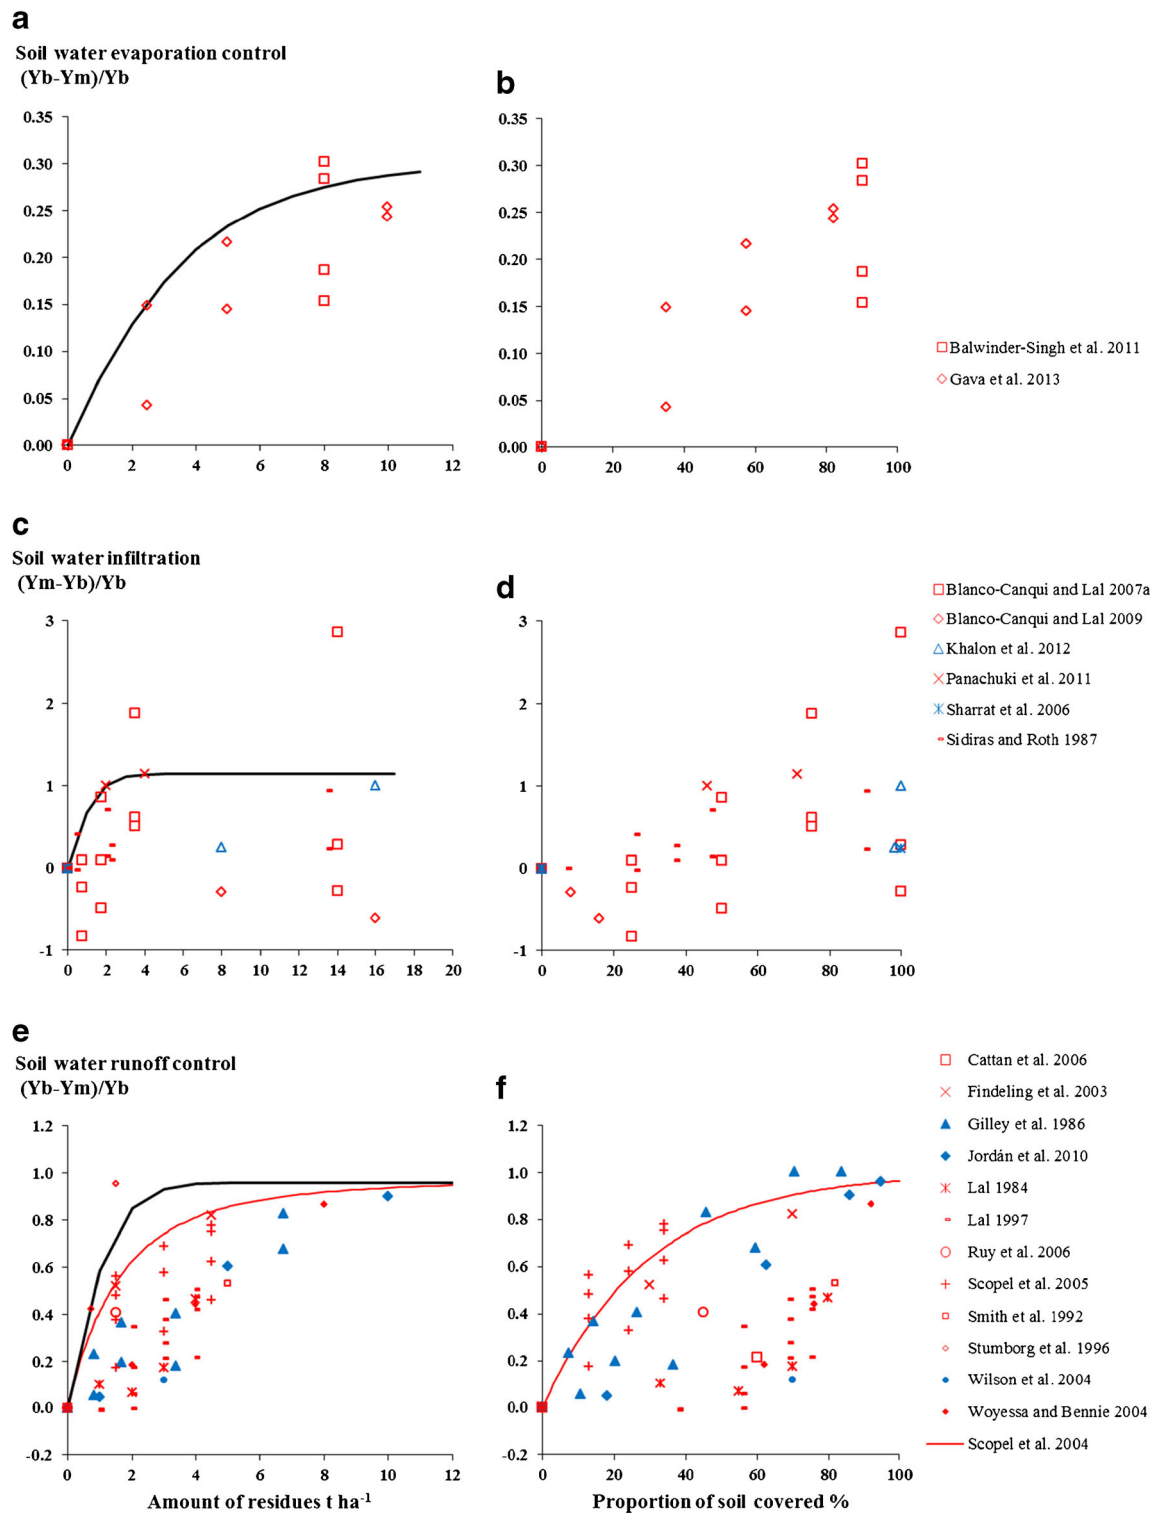 a
Soil water evaporation control
(Yb-Ym)/Yb
b
0.35
0.30
0.25
0.20
0.15
0.10
0.05
0.00
0 2 4 6 8 10 12
0.35
0.30
0.25
0.20
0.15
0.10
0.05
0.00
0 20 40 60 80 100
Balwinder-Singh et al. 2011
Gava et al. 2013
c
Soil water infiltration
(Ym-Yb)/Yb
d
3
2
1
0
-1
0 2 4 6 8 10 12 14 16 18 20
3
2
1
0
-1
0 20 40 60 80 100
Blanco-Canqui and Lal 2007a
Blanco-Canqui and Lal 2009
Khalon et al. 2012
Panachuki et al. 2011
Sharrat et al. 2006
Sidiras and Roth 1987
e
Soil water runoff control
(Yb-Ym)/Yb
f
1.2
1.0
0.8
0.6
0.4
0.2
0.0
-0.2
0 2 4 6 8 10 12
Amount of residues t ha-1
1.2
1.0
0.8
0.6
0.4
0.2
0.0
-0.2
0 20 40 60 80 100
Proportion of soil covered %
Cattan et al. 2006
Findeling et al. 2003
Gilley et al. 1986
Jordán et al. 2010
Lal 1984
Lal 1997
Ruy et al. 2006
Scopel et al. 2005
Smith et al. 1992
Stumborg et al. 1996
Wilson et al. 2004
Woyessa and Bennie 2004
Scopel et al. 2004